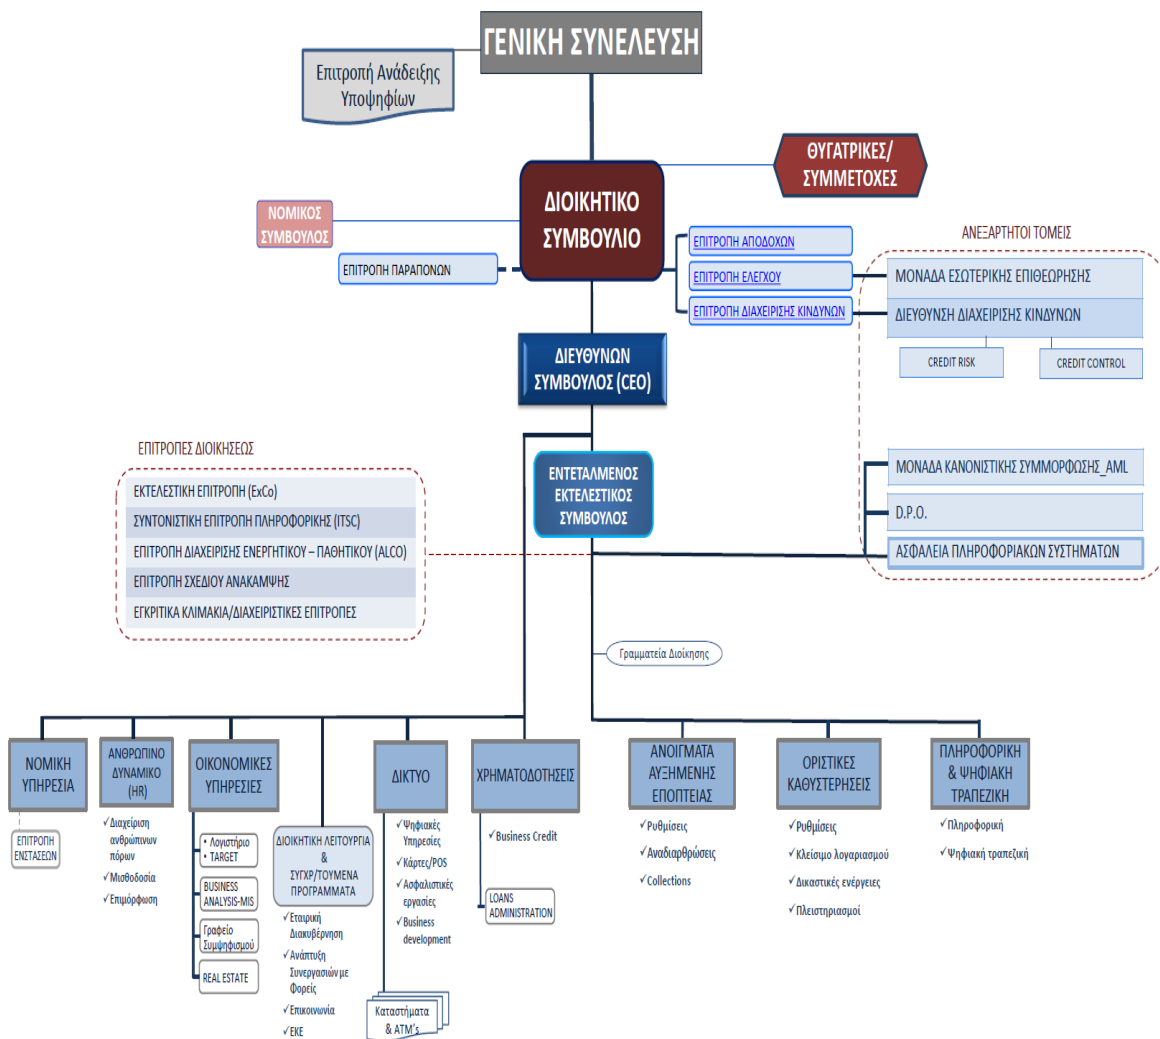 ΓΕΝΙΚΗ ΣΥΝΕΛΕΥΣΗ
Επιτροπή Ανάδειξης
Υποψηφίων
ΘΥΓΑΤΡΙΚΕΣ/
ΣΥΜΜΕΤΟΧΕΣ
ΔΙΟΙΚΗΤΙΚΟ
ΣΥΜΒΟΥΛΙΟ
ΝΟΜΙΚΟΣ
ΣΥΜΒΟΥΛΟΣ
ΕΠΙΤΡΟΠΗ ΠΑΡΑΠΟΝΩΝ
ΕΠΙΤΡΟΠΗ ΑΠΟΔΟΧΩΝ
ΕΠΙΤΡΟΠΗ ΕΛΕΓΧΟΥ
ΕΠΙΤΡΟΠΗ ΔΙΑΧΕΙΡΙΣΗΣ ΚΙΝΔΥΝΩΝ
ΑΝΕΞΑΡΤΗΤΟΙ ΤΟΜΕΙΣ
ΜΟΝΑΔΑ ΕΣΩΤΕΡΙΚΗΣ ΕΠΙΘΕΩΡΗΣΗΣ
ΔΙΕΥΘΥΝΣΗ ΔΙΑΧΕΙΡΙΣΗΣ ΚΙΝΔΥΝΩΝ
CREDIT RISK
CREDIT CONTROL
ΔΙΕΥΘΥΝΩΝ
ΣΥΜΒΟΥΛΟΣ (CEO)
ΕΠΙΤΡΟΠΕΣ ΔΙΟΙΚΗΣΕΩΣ
ΕΚΤΕΛΕΣΤΙΚΗ ΕΠΙΤΡΟΠΗ (ExCo)
ΣΥΝΤΟΝΙΣΤΙΚΗ ΕΠΙΤΡΟΠΗ ΠΛΗΡΟΦΟΡΙΚΗΣ (ITSC)
ΕΠΙΤΡΟΠΗ ΔΙΑΧΕΙΡΙΣΗΣ ΕΝΕΡΓΗΤΙΚΟΥ – ΠΑΘΗΤΙΚΟΥ (ALCO)
ΕΠΙΤΡΟΠΗ ΣΧΕΔΙΟΥ ΑΝΑΚΑΜΨΗΣ
ΕΓΚΡΙΤΙΚΑ ΚΛΙΜΑΚΙΑ/ΔΙΑΧΕΙΡΙΣΤΙΚΕΣ ΕΠΙΤΡΟΠΕΣ
ΕΝΤΕΤΑΛΜΕΝΟΣ
ΕΚΤΕΛΕΣΤΙΚΟΣ
ΣΥΜΒΟΥΛΟΣ
ΜΟΝΑΔΑ ΚΑΝΟΝΙΣΤΙΚΗΣ ΣΥΜΜΟΡΦΩΣΗΣ_AML
D.P.O.
ΑΣΦΑΛΕΙΑ ΠΛΗΡΟΦΟΡΙΑΚΩΝ ΣΥΣΤΗΜΑΤΩΝ
Γραμματεία Διοίκησης
ΝΟΜΙΚΗ
ΥΠΗΡΕΣΙΑ
ΕΠΙΤΡΟΠΗ
ΕΝΣΤΑΣΕΩΝ
ΑΝΘΡΩΠΙΝΟ
ΔΥΝΑΜΙΚΟ
(HR)
✓Διαχείριση
ανθρώπινων
πόρων
✓Μισθοδοσία
✓Επιμόρφωση
ΟΙΚΟΝΟΜΙΚΕΣ
ΥΠΗΡΕΣΙΕΣ
• Λογιστήριο
• TARGET
BUSINESS
ANALYSIS-MIS
Γραφείο
Συμψηφισμού
REAL ESTATE
ΔΙΟΙΚΗΤΙΚΗ ΛΕΙΤΟΥΡΓΙΑ
&
ΣΥΓΧΡ/ΤΟΥΜΕΝΑ
ΠΡΟΓΡΑΜΜΑΤΑ
✓Εταιρική
Διακυβέρνηση
✓Ανάπτυξη
Συνεργασιών με
Φορείς
✓Επικοινωνία
✓ΕΚΕ
ΔΙΚΤΥΟ
✓Ψηφιακές
Υπηρεσίες
✓Κάρτες/POS
✓Ασφαλιστικές
εργασίες
✓Business
development
Καταστήματα
& ATM's
ΧΡΗΜΑΤΟΔΟΤΗΣΕΙΣ
✓Business Credit
LOANS
ADMINISTRATION
ΑΝΟΙΓΜΑΤΑ
ΑΥΞΗΜΕΝΗΣ
ΕΠΟΠΤΕΙΑΣ
✓Ρυθμίσεις
✓Αναδιαρθρώσεις
✓Collections
ΟΡΙΣΤΙΚΕΣ
ΚΑΘΥΣΤΕΡΗΣΕΙΣ
✓Ρυθμίσεις
✓Κλείσιμο λογαριασμού
✓Δικαστικές ενέργειες
✓Πλειστηριασμοί
ΠΛΗΡΟΦΟΡΙΚΗ
& ΨΗΦΙΑΚΗ
ΤΡΑΠΕΖΙΚΗ
✓Πληροφορική
✓Ψηφιακή τραπεζική